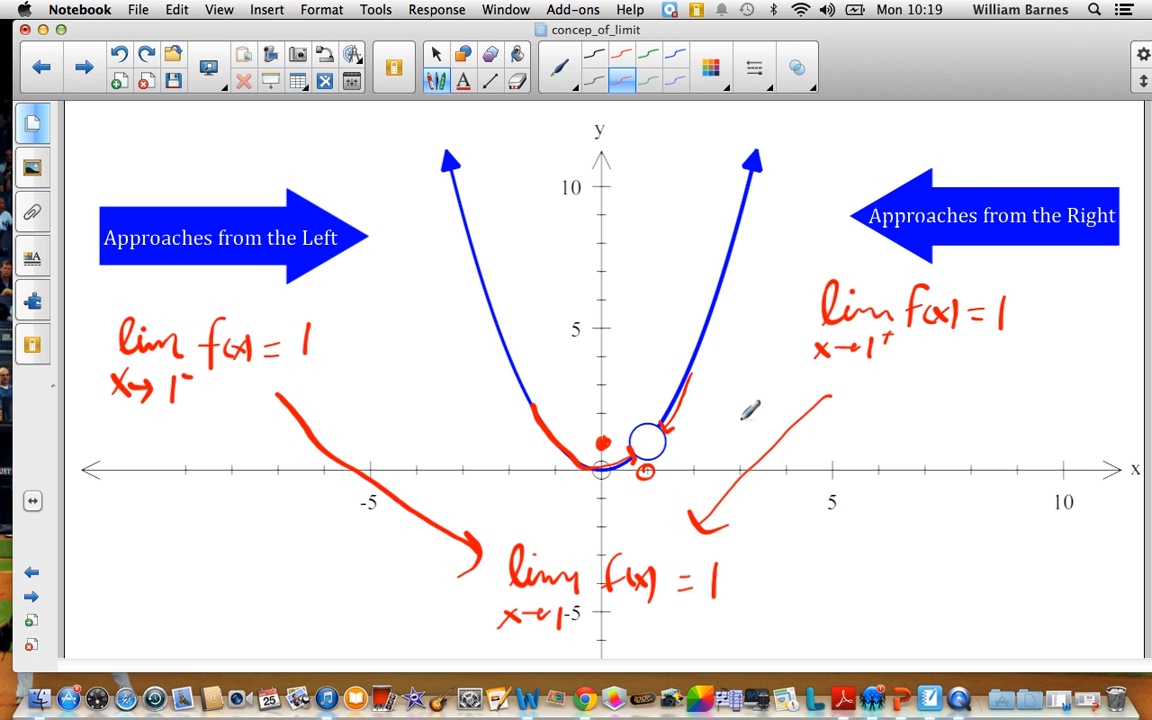 Notebook File Edit View Insert Format Tools Response Window Add-ons Help Mon 10:19 William Barnes
concep_of_limit
y
10
Approaches from the Left
Approaches from the Right
lim f(x) = 1
x→1⁺
5
lim f(x) = 1
x→1⁻
x
-5
5
10
lim f(x) = 1
x→1
-5